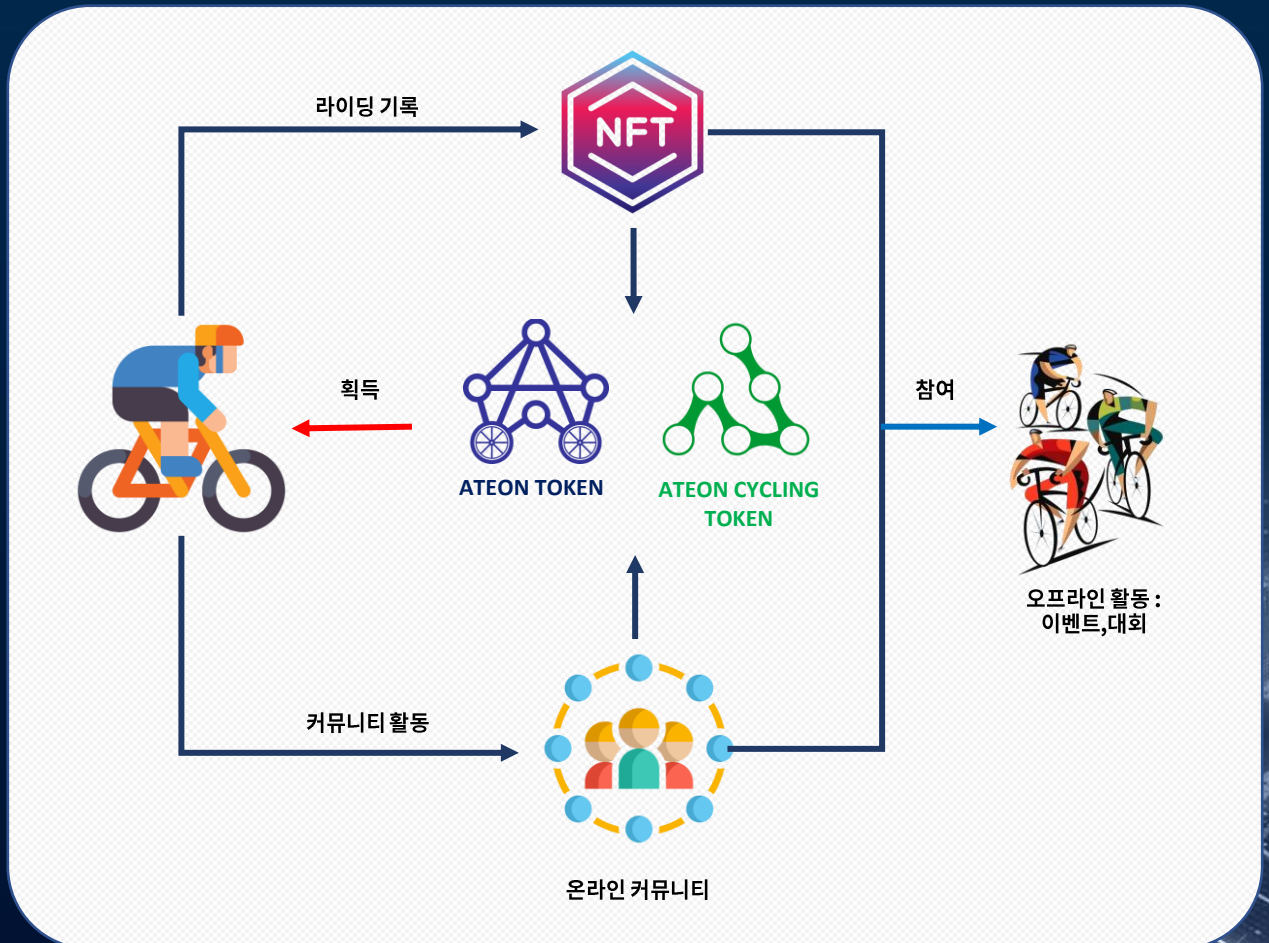 라이딩 기록
NFT
획득
참여
ATEON TOKEN
ATEON CYCLING
TOKEN
오프라인 활동 :
이벤트,대회
커뮤니티 활동
온라인 커뮤니티